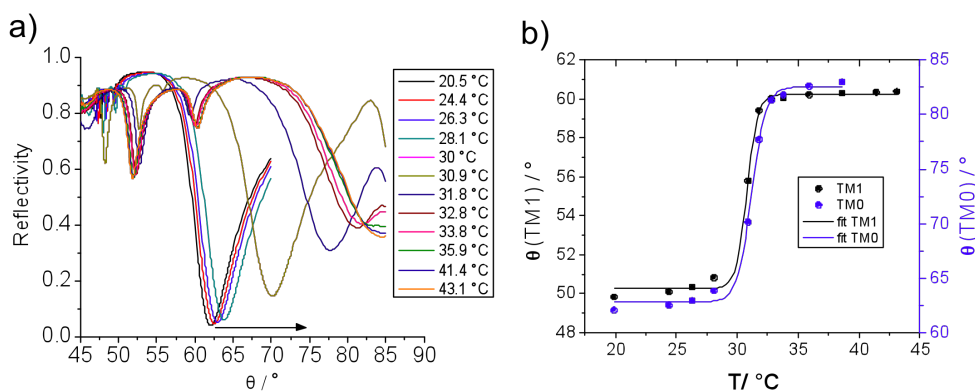 a)
Reflectivity
1.0
0.8
0.6
0.4
0.2
0.0
45 50 55 60 65 70 75 80 85 90
θ / °
20.5 °C
24.4 °C
26.3 °C
28.1 °C
30 °C
30.9 °C
31.8 °C
32.8 °C
33.8 °C
35.9 °C
41.4 °C
43.1 °C
b)
θ (TM1) / °
62
60
58
56
54
52
50
48
15 20 25 30 35 40 45
T/ °C
TM1
TM0
fit TM1
fit TM0
85
80
75
70
65
60
θ (TM0) / °